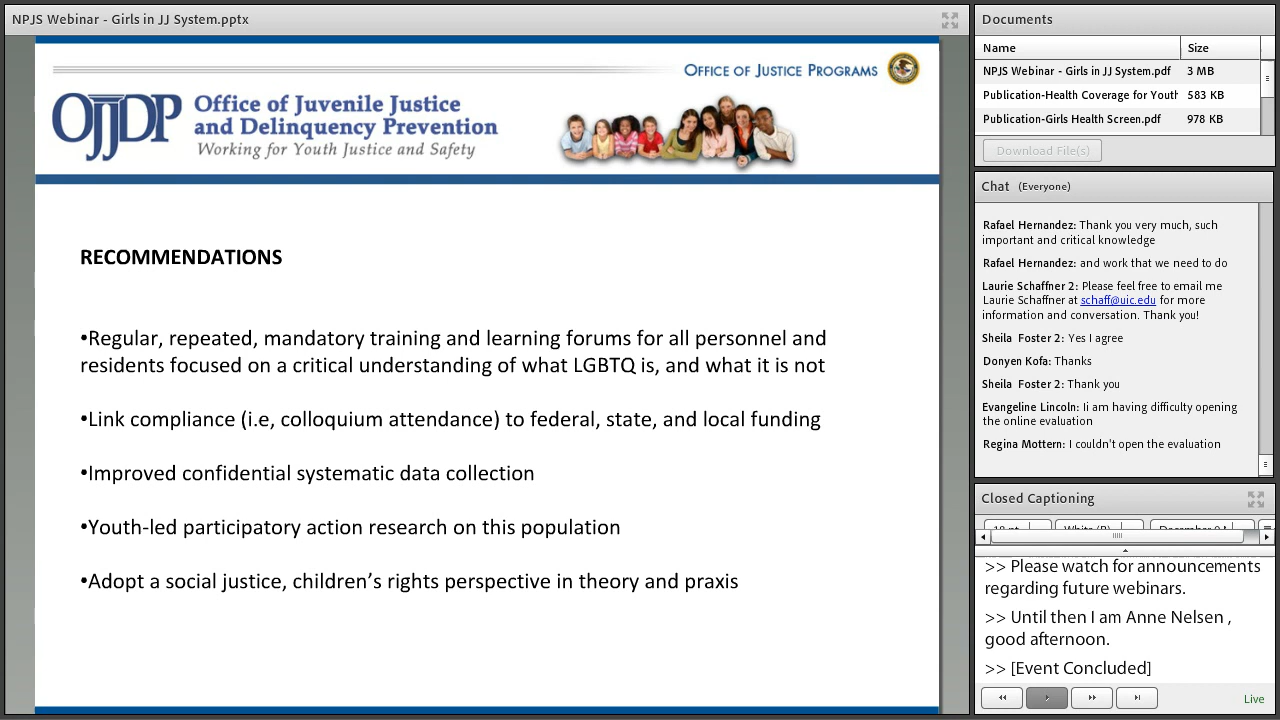 NPJS Webinar - Girls in JJ System.pptx
OFFICE OF JUSTICE PROGRAMS
OJJDP
Office of Juvenile Justice
and Delinquency Prevention
Working for Youth Justice and Safety
RECOMMENDATIONS
•Regular, repeated, mandatory training and learning forums for all personnel and
residents focused on a critical understanding of what LGBTQ is, and what it is not
•Link compliance (i.e, colloquium attendance) to federal, state, and local funding
•Improved confidential systematic data collection
•Youth-led participatory action research on this population
•Adopt a social justice, children’s rights perspective in theory and praxis
Documents
Name Size
NPJS Webinar - Girls in JJ System.pdf 3 MB
Publication-Health Coverage for Youth 583 KB
Publication-Girls Health Screen.pdf 978 KB
Download File(s)
Chat (Everyone)
Rafael Hernandez: Thank you very much, such
important and critical knowledge
Rafael Hernandez: and work that we need to do
Laurie Schaffner 2: Please feel free to email me
Laurie Schaffner at schaff@uic.edu for more
information and conversation. Thank you!
Sheila Foster 2: Yes I agree
Donyen Kofa: Thanks
Sheila Foster 2: Thank you
Evangeline Lincoln: Ii am having difficulty opening
the online evaluation
Regina Mottern: I couldn't open the evaluation
Closed Captioning
>> Please watch for announcements
regarding future webinars.
>> Until then I am Anne Nelsen ,
good afternoon.
>> [Event Concluded]
Live